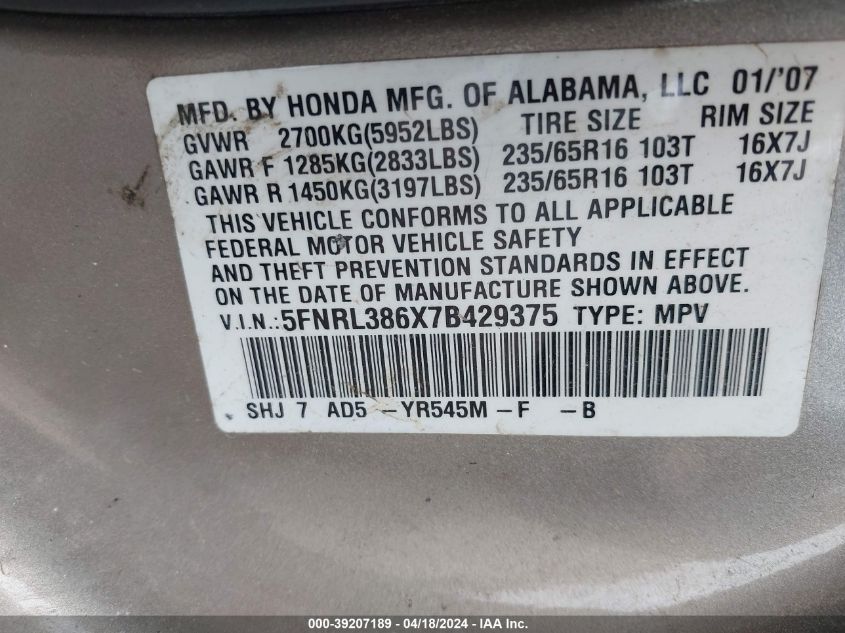 MFD. BY HONDA MFG. OF ALABAMA, LLC 01/'07
GVWR 2700KG(5952LBS) TIRE SIZE RIM SIZE
GAWR F 1285KG(2833LBS) 235/65R16 103T 16X7J
GAWR R 1450KG(3197LBS) 235/65R16 103T 16X7J
THIS VEHICLE CONFORMS TO ALL APPLICABLE
FEDERAL MOTOR VEHICLE SAFETY
AND THEFT PREVENTION STANDARDS IN EFFECT
ON THE DATE OF MANUFACTURE SHOWN ABOVE.
V.I.N.: 5FNRL386X7B429375 TYPE: MPV
SHJ 7 AD5 -YR545M -F -B
000-39207189 - 04/18/2024 - IAA Inc.